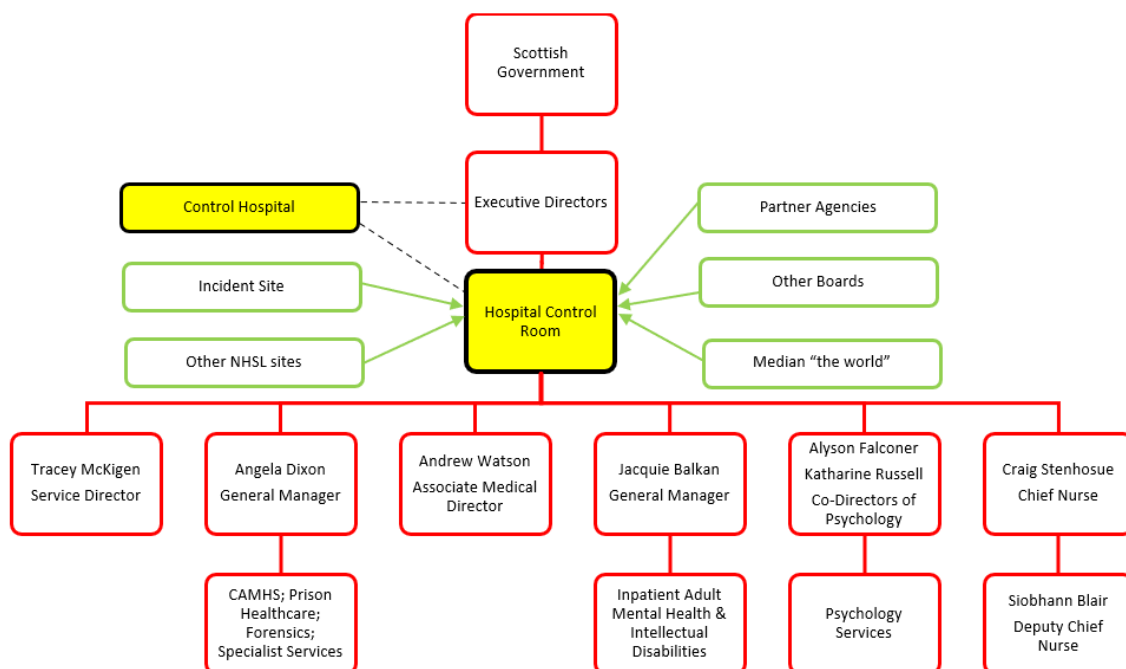 Scottish
Government
Executive Directors
Control Hospital
Partner Agencies
Incident Site
Other Boards
Hospital Control
Room
Other NHSL sites
Median “the world”
Tracey McKigen
Service Director
Angela Dixon
General Manager
Andrew Watson
Associate Medical
Director
Jacquie Balkan
General Manager
Alyson Falconer
Katharine Russell
Co-Directors of
Psychology
Craig Stenhosue
Chief Nurse
CAMHS; Prison
Healthcare;
Forensics;
Specialist Services
Inpatient Adult
Mental Health &
Intellectual
Disabilities
Psychology
Services
Siobhann Blair
Deputy Chief
Nurse